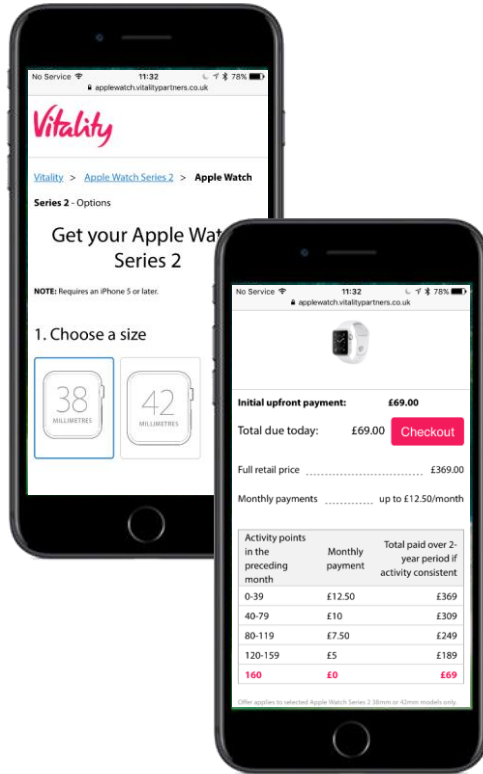 No Service 11:32 78%
applewatch.vitalitypartners.co.uk
Vitality
Vitality > Apple Watch Series 2 > Apple Watch
Series 2 - Options
Get your Apple Wat
Series 2
NOTE: Requires an iPhone 5 or later.
1. Choose a size
38
MILLIMETRES
42
MILLIMETRES
No Service 11:32 78%
applewatch.vitalitypartners.co.uk
Initial upfront payment: £69.00
Total due today: £69.00 Checkout
Full retail price £369.00
Monthly payments up to £12.50/month
Activity points
in the
preceding
month
Monthly
payment
Total paid over 2-
year period if
activity consistent
0-39 £12.50 £369
40-79 £10 £309
80-119 £7.50 £249
120-159 £5 £189
160 £0 £69
Offer applies to selected Apple Watch Series 2 38mm or 42mm models only.